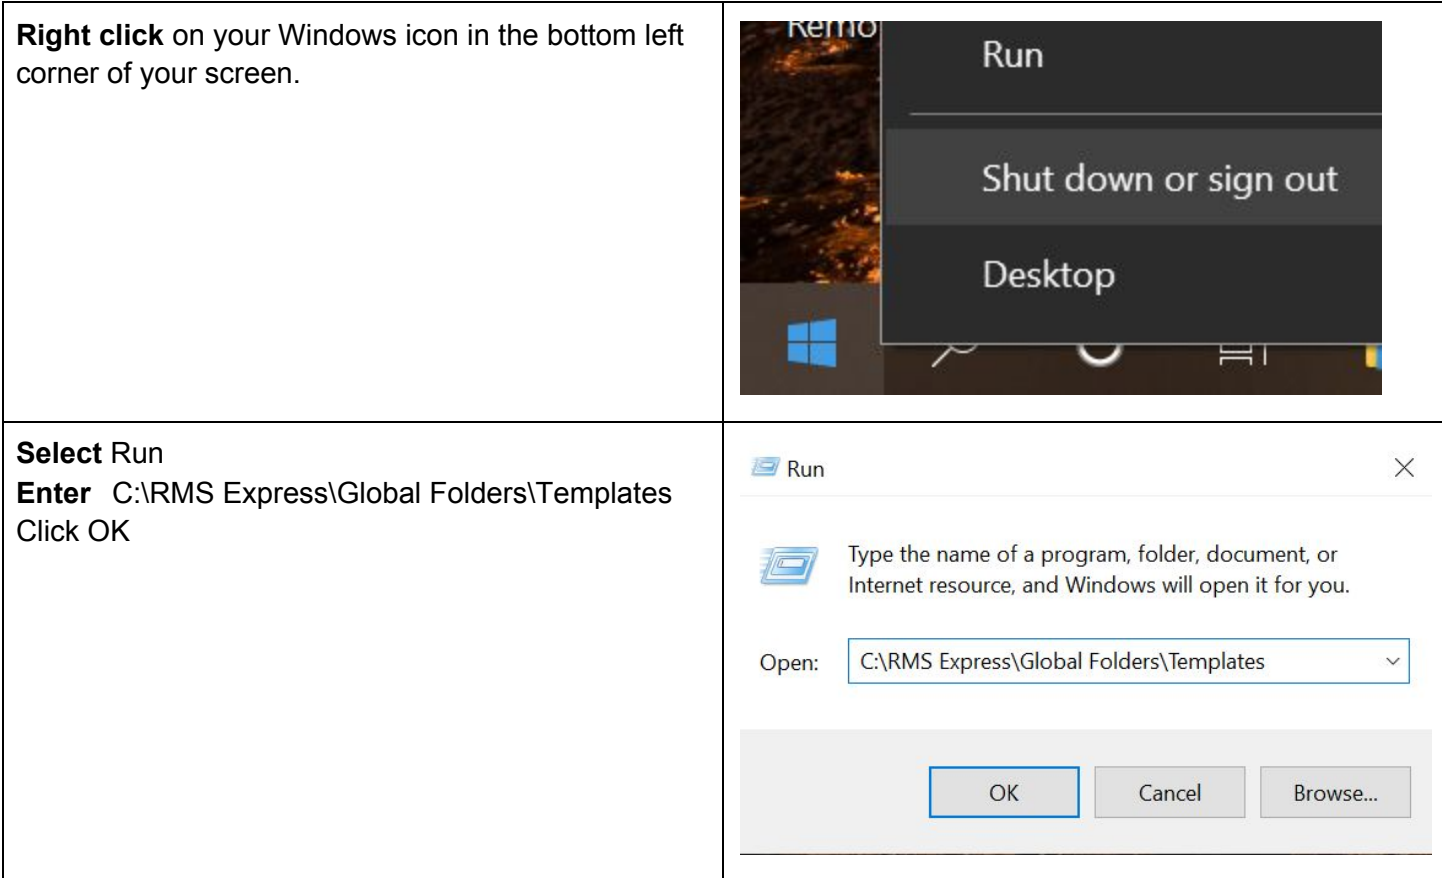 Right click on your Windows icon in the bottom left
corner of your screen.
Remo
Run
Shut down or sign out
Desktop
Select Run
Enter C:\RMS Express\Global Folders\Templates
Click OK
Run
Type the name of a program, folder, document, or
Internet resource, and Windows will open it for you.
Open: C:\RMS Express\Global Folders\Templates
OK Cancel Browse...